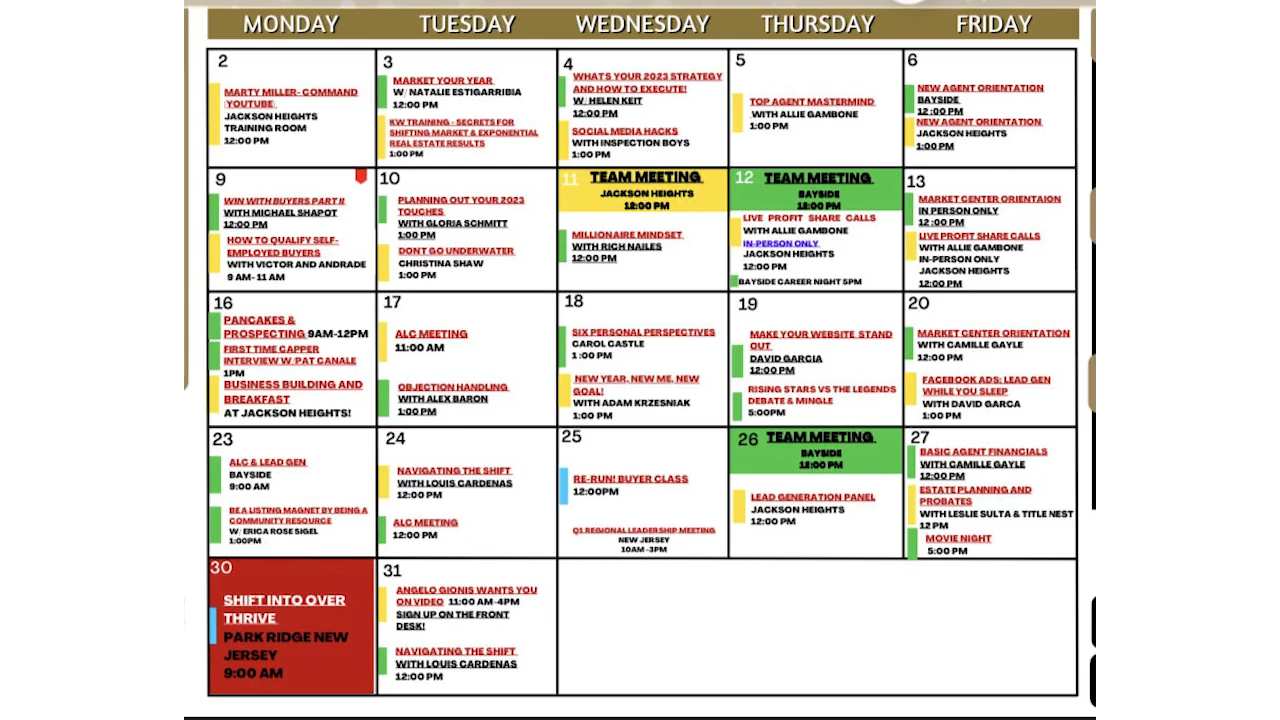 MONDAY
TUESDAY
WEDNESDAY
THURSDAY
FRIDAY
2
MARTY MILLER- COMMAND
(YOUTUBE)
JACKSON HEIGHTS
TRAINING ROOM
12:00 PM
3
MARKET YOUR YEAR
W/ NATALIE ESTIGARRIBIA
12:00 PM
KW TRAINING - SECRETS FOR
SHIFTING MARKET & EXPONENTIAL
REAL ESTATE RESULTS
1:00 PM
4
WHAT'S YOUR 2023 STRATEGY
AND HOW TO EXECUTE!
W/ HELEN KEIT
12:00 PM
SOCIAL MEDIA HACKS
WITH INSPECTION BOYS
1:00 PM
5
TOP AGENT MASTERMIND
WITH ALLIE GAMBONE
1:00 PM
6
NEW AGENT ORIENTATION
BAYSIDE
12:00 PM
NEW AGENT ORIENTATION
JACKSON HEIGHTS
1:00 PM
9
WIN WITH BUYERS PART II
WITH MICHAEL SHAPOT
12:00 PM
HOW TO QUALIFY SELF-
EMPLOYED BUYERS
WITH VICTOR AND ANDRADE
9 AM- 11 AM
10
PLANNING OUT YOUR 2023
TOUCHES
WITH GLORIA SCHMITT
1:00 PM
DONT GO UNDERWATER
CHRISTINA SHAW
1:00 PM
11 TEAM MEETING
JACKSON HEIGHTS
12:00 PM
MILLIONAIRE MINDSET
WITH RICH NAILES
12:00 PM
12 TEAM MEETING
BAYSIDE
12:00 PM
LIVE PROFIT SHARE CALLS
WITH ALLIE GAMBONE
IN-PERSON ONLY
JACKSON HEIGHTS
12:00 PM
BAYSIDE CAREER NIGHT 5PM
13
MARKET CENTER ORIENTAION
IN PERSON ONLY
12:00 PM
LIVE PROFIT SHARE CALLS
WITH ALLIE GAMBONE
IN-PERSON ONLY
JACKSON HEIGHTS
12:00 PM
16
PANCAKES &
PROSPECTING 9AM-12PM
FIRST TIME CAPPER
INTERVIEW W/ PAT CANALE
1PM
BUSINESS BUILDING AND
BREAKFAST
AT JACKSON HEIGHTS!
17
ALC MEETING
11:00 AM
OBJECTION HANDLING
WITH ALEX BARON
1:00 PM
18
SIX PERSONAL PERSPECTIVES
CAROL CASTLE
1:00 PM
NEW YEAR, NEW ME, NEW
GOAL!
WITH ADAM KRZESNIAK
1:00 PM
19
MAKE YOUR WEBSITE STAND
OUT
DAVID GARCIA
12:00 PM
RISING STARS VS THE LEGENDS
DEBATE & MINGLE
5:00PM
20
MARKET CENTER ORIENTATION
WITH CAMILLE GAYLE
12:00 PM
FACEBOOK ADS: LEAD GEN
WHILE YOU SLEEP
WITH DAVID GARCA
1:00 PM
23
ALC & LEAD GEN
BAYSIDE
9:00 AM
BE A LISTING MAGNET BY BEING A
COMMUNITY RESOURCE
W/ ERICA ROSE SIGEL
1:00PM
24
NAVIGATING THE SHIFT
WITH LOUIS CARDENAS
12:00 PM
ALC MEETING
12:00 PM
25
RE-RUN! BUYER CLASS
12:00PM
Q1 REGIONAL LEADERSHIP MEETING
NEW JERSEY
10AM -3PM
26 TEAM MEETING
BAYSIDE
12:00 PM
LEAD GENERATION PANEL
JACKSON HEIGHTS
12:00 PM
27
BASIC AGENT FINANCIALS
WITH CAMILLE GAYLE
12:00 PM
ESTATE PLANNING AND
PROBATES
WITH LESLIE SULTA & TITLE NEST
12 PM
MOVIE NIGHT
5:00 PM
30
SHIFT INTO OVER
THRIVE
PARK RIDGE NEW
JERSEY
9:00 AM
31
ANGELO GIONIS WANTS YOU
ON VIDEO 11:00 AM-4PM
SIGN UP ON THE FRONT
DESK!
NAVIGATING THE SHIFT
WITH LOUIS CARDENAS
12:00 PM